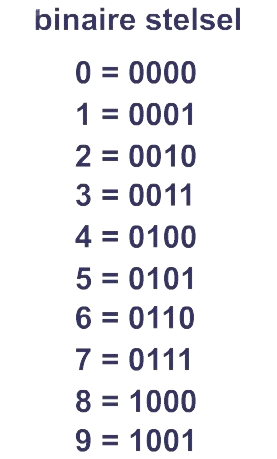 binaire stelsel
0 = 0000
1 = 0001
2 = 0010
3 = 0011
4 = 0100
5 = 0101
6 = 0110
7 = 0111
8 = 1000
9 = 1001